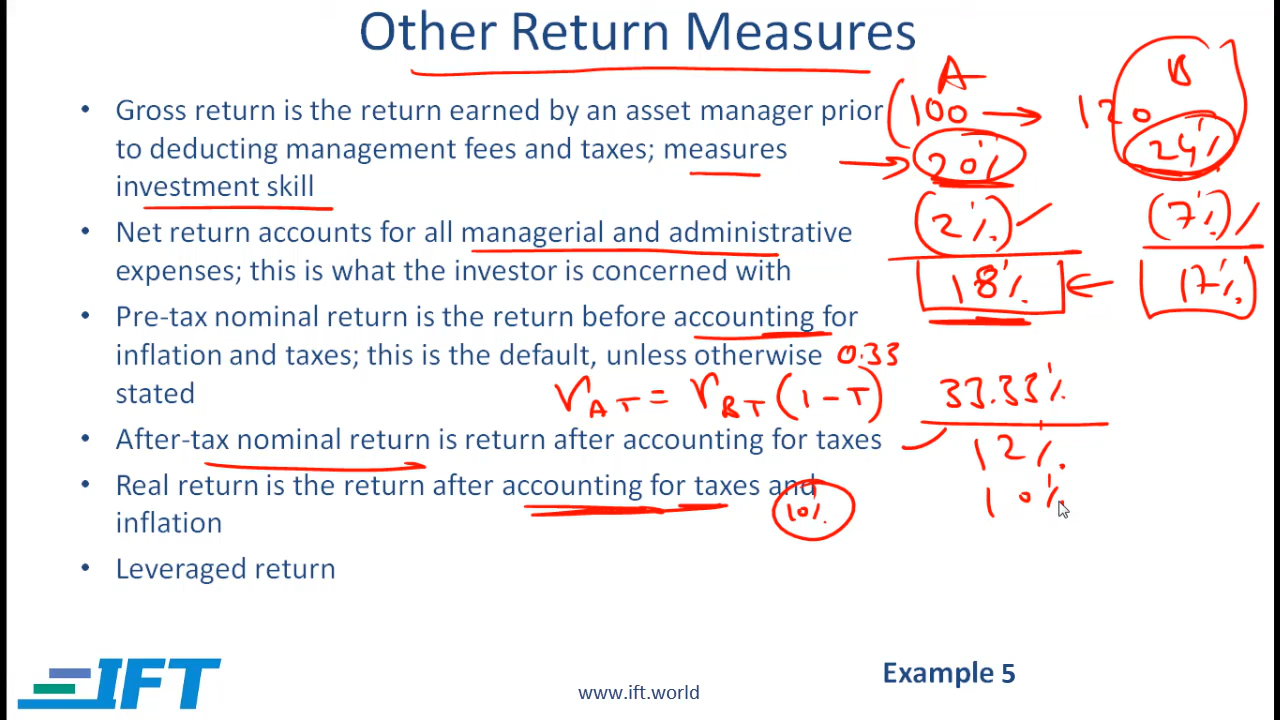 Other Return Measures
• Gross return is the return earned by an asset manager prior
to deducting management fees and taxes; measures
investment skill
• Net return accounts for all managerial and administrative
expenses; this is what the investor is concerned with
• Pre-tax nominal return is the return before accounting for
inflation and taxes; this is the default, unless otherwise
stated
• After-tax nominal return is return after accounting for taxes
• Real return is the return after accounting for taxes and
inflation
• Leveraged return
A
100 → 120
20%
(2%)
18%
B
24%
(7%)
17%
0.33
r_AT = r_BT (1 - T)
33.33%
12%
10%
10%
IFT
www.ift.world
Example 5